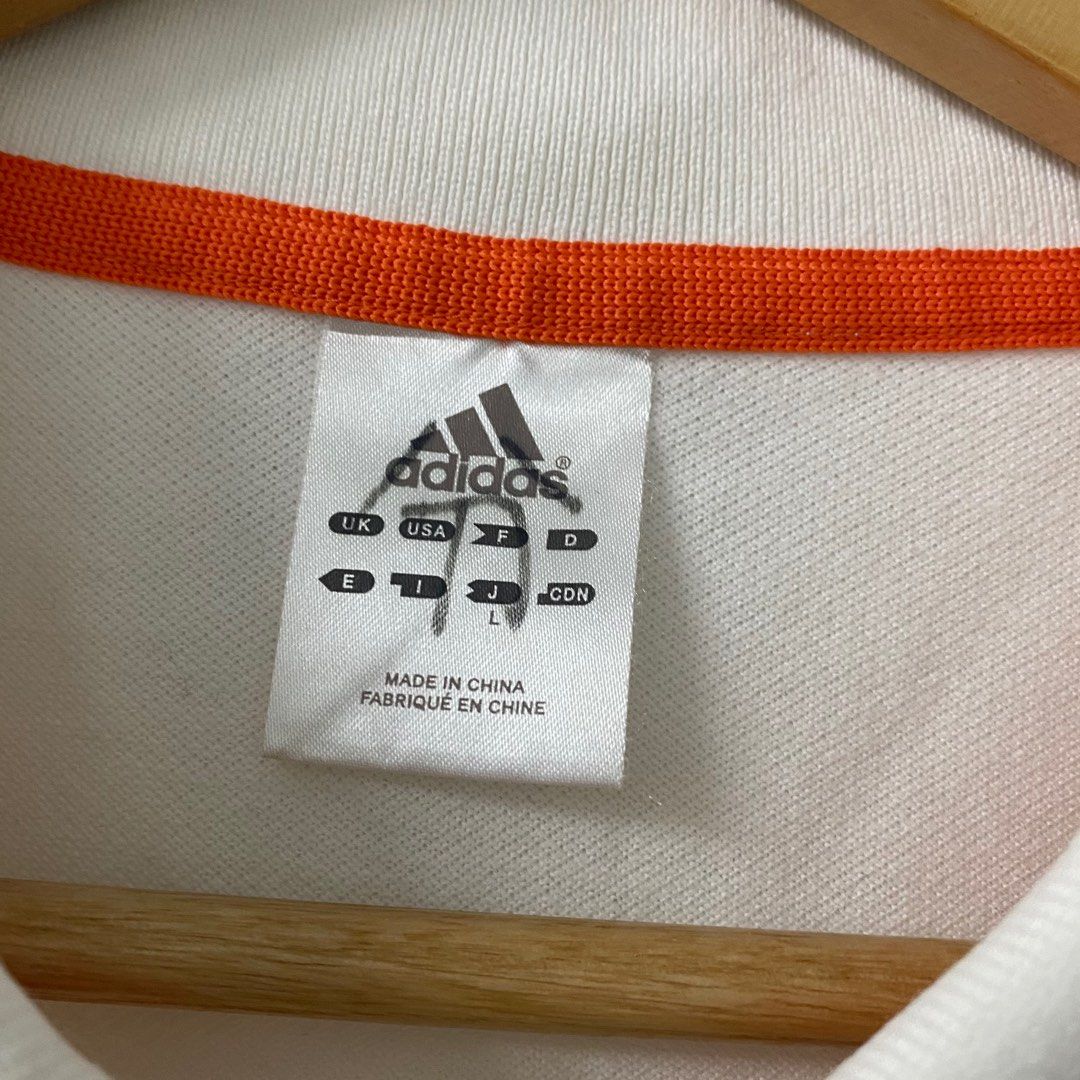 adidas®
UK USA F D
E I J CDN
L
MADE IN CHINA
FABRIQUÉ EN CHINE